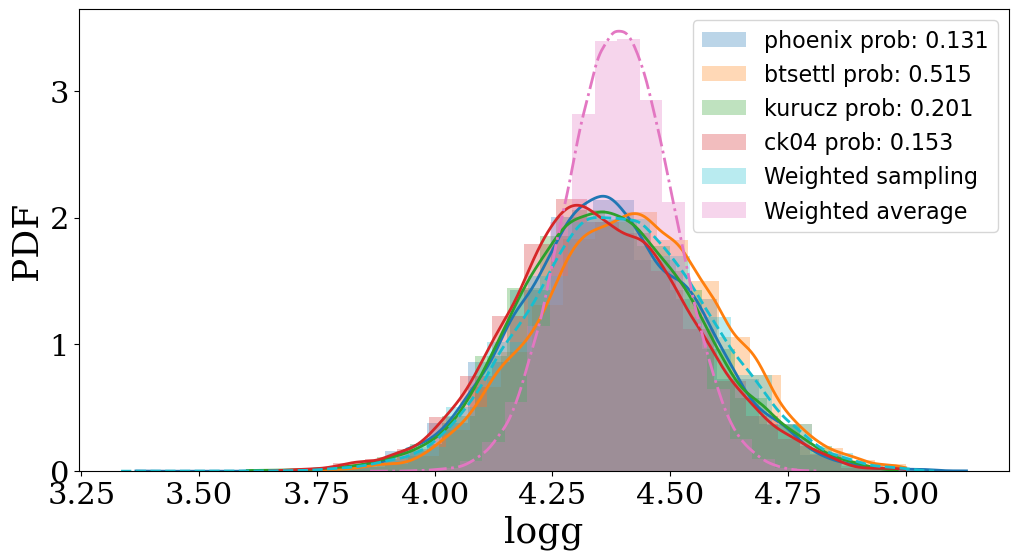 PDF
3
2
1
0
3.25 3.50 3.75 4.00 4.25 4.50 4.75 5.00
logg
phoenix prob: 0.131
btsettl prob: 0.515
kurucz prob: 0.201
ck04 prob: 0.153
Weighted sampling
Weighted average